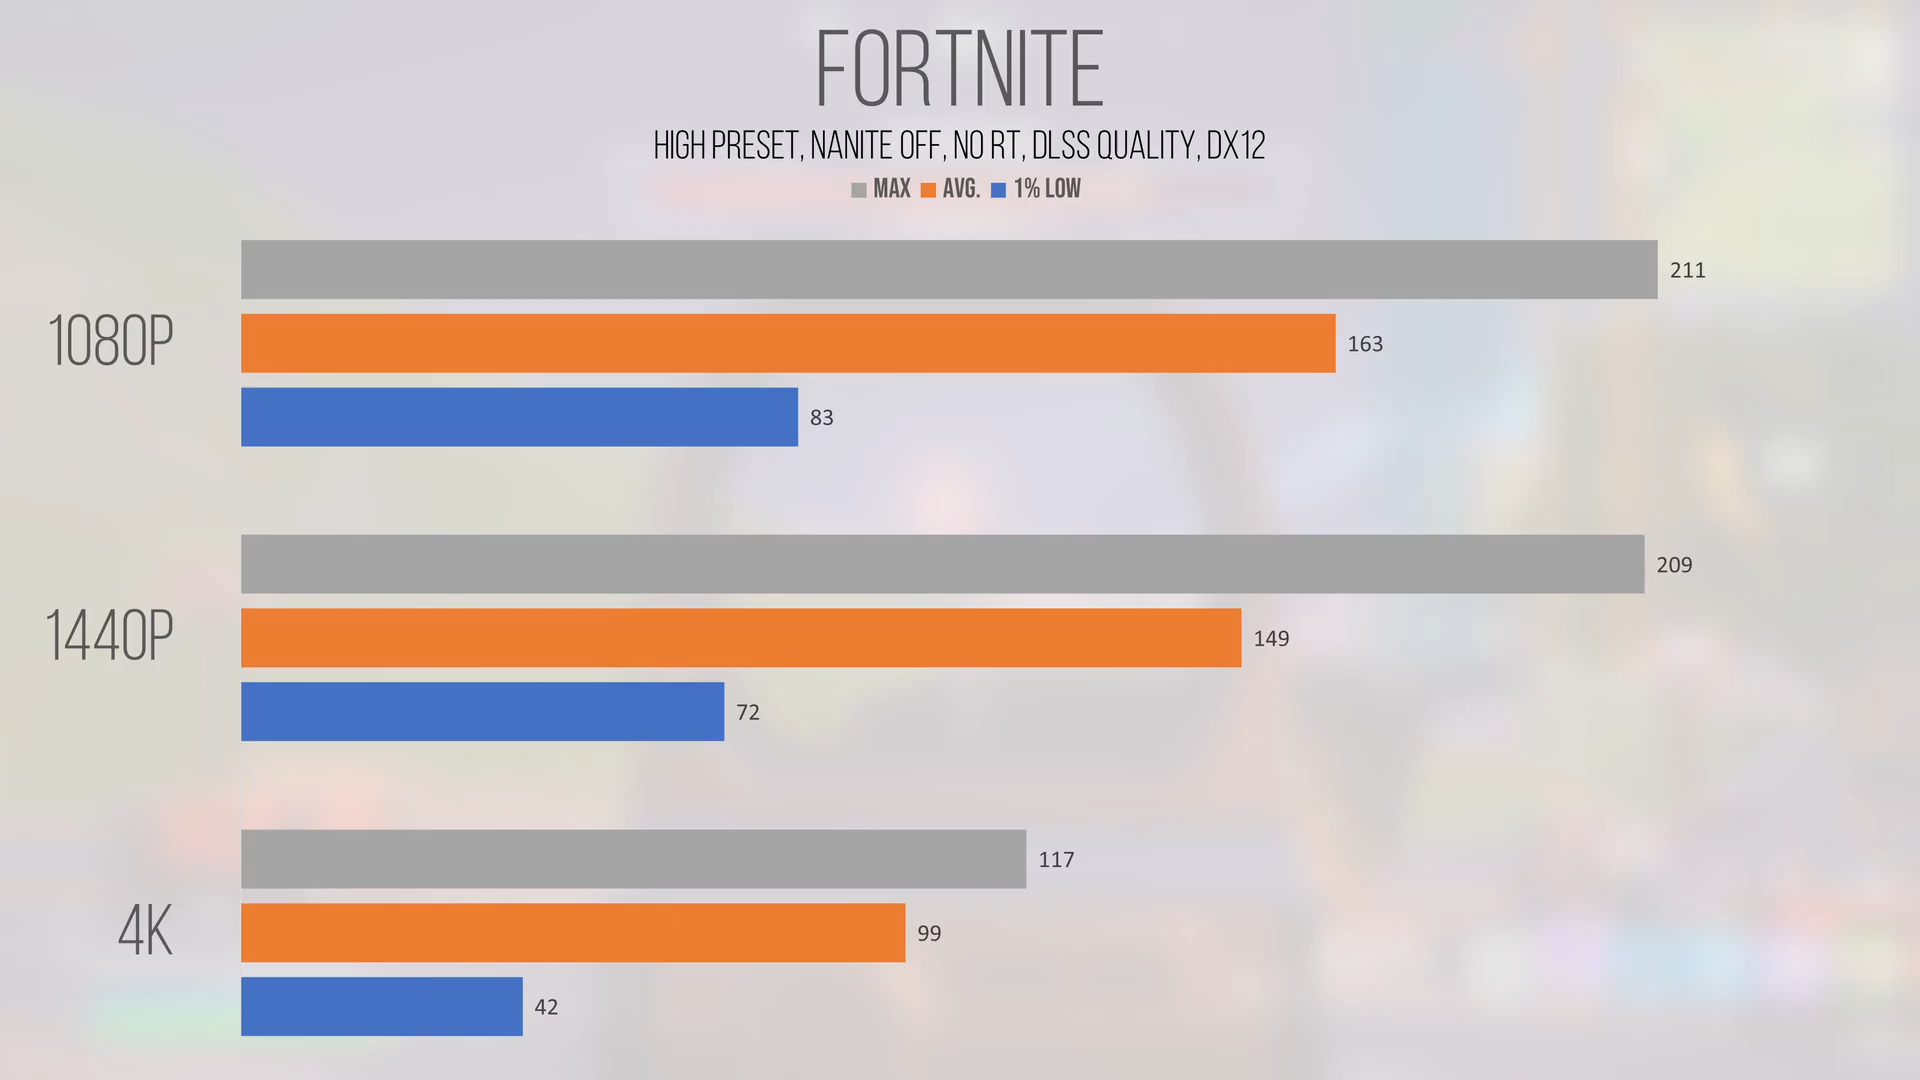 FORTNITE
HIGH PRESET, NANITE OFF, NO RT, DLSS QUALITY, DX12
MAX AVG. 1% LOW
211
1080P
163
83
209
1440P
149
72
117
4K
99
42